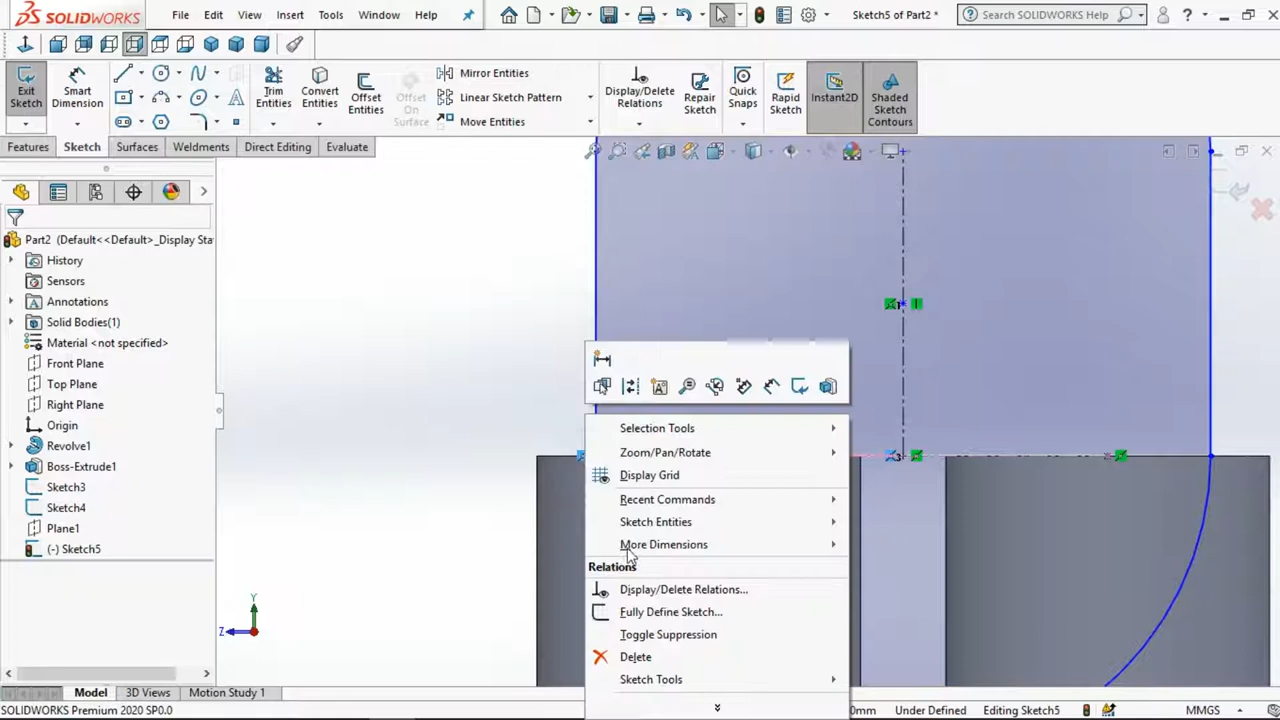 SOLIDWORKS File Edit View Insert Tools Window Help Sketch5 of Part2 * Search SOLIDWORKS Help ?
Exit Sketch
Smart Dimension
Trim Entities
Convert Entities
Offset Entities
Offset On Surface
Mirror Entities
Linear Sketch Pattern
Move Entities
Display/Delete Relations
Repair Sketch
Quick Snaps
Rapid Sketch
Instant2D
Shaded Sketch Contours
Features Sketch Surfaces Weldments Direct Editing Evaluate
Part2 (Default<<Default>_Display Sta
History
Sensors
Annotations
Solid Bodies(1)
Material <not specified>
Front Plane
Top Plane
Right Plane
Origin
Revolve1
Boss-Extrude1
Sketch3
Sketch4
Plane1
(-) Sketch5
Selection Tools
Zoom/Pan/Rotate
Display Grid
Recent Commands
Sketch Entities
More Dimensions
Relations
Display/Delete Relations...
Fully Define Sketch...
Toggle Suppression
Delete
Sketch Tools
Y
Z
Model 3D Views Motion Study 1
SOLIDWORKS Premium 2020 SP0.0 0mm Under Defined Editing Sketch5 MMGS